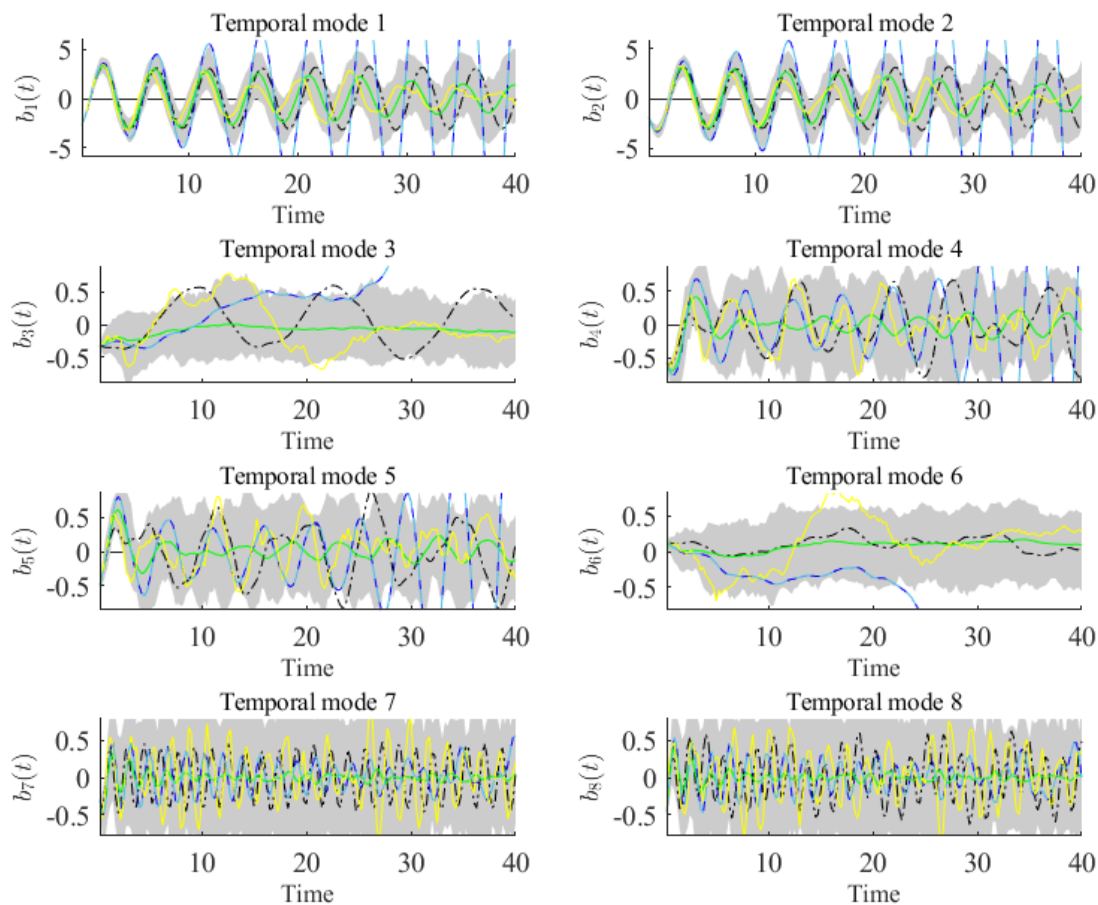 Temporal mode 1
5
0
-5
b₁(t)
10 20 30 40
Time
Temporal mode 2
5
0
-5
b₂(t)
10 20 30 40
Time
Temporal mode 3
0.5
0
-0.5
b₃(t)
10 20 30 40
Time
Temporal mode 4
0.5
0
-0.5
b₄(t)
10 20 30 40
Time
Temporal mode 5
0.5
0
-0.5
b₅(t)
10 20 30 40
Time
Temporal mode 6
0.5
0
-0.5
b₆(t)
10 20 30 40
Time
Temporal mode 7
0.5
0
-0.5
b₇(t)
10 20 30 40
Time
Temporal mode 8
0.5
0
-0.5
b₈(t)
10 20 30 40
Time